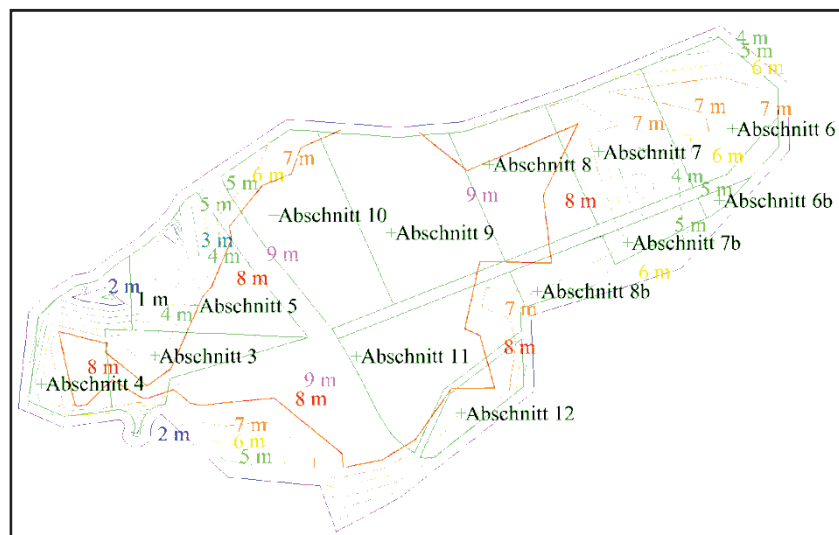 4 m
5 m
6 m
7 m
7 m
7 m
Abschnitt 6
7 m
Abschnitt 7
6 m
Abschnitt 8
7 m
6 m
5 m
4 m
5 m
9 m
8 m
Abschnitt 6b
5 m
Abschnitt 10
5 m
Abschnitt 9
3 m
4 m
9 m
Abschnitt 7b
8 m
6 m
2 m
1 m
Abschnitt 5
Abschnitt 8b
4 m
7 m
8 m
Abschnitt 3
Abschnitt 11
8 m
Abschnitt 4
9 m
8 m
Abschnitt 12
7 m
2 m
6 m
5 m